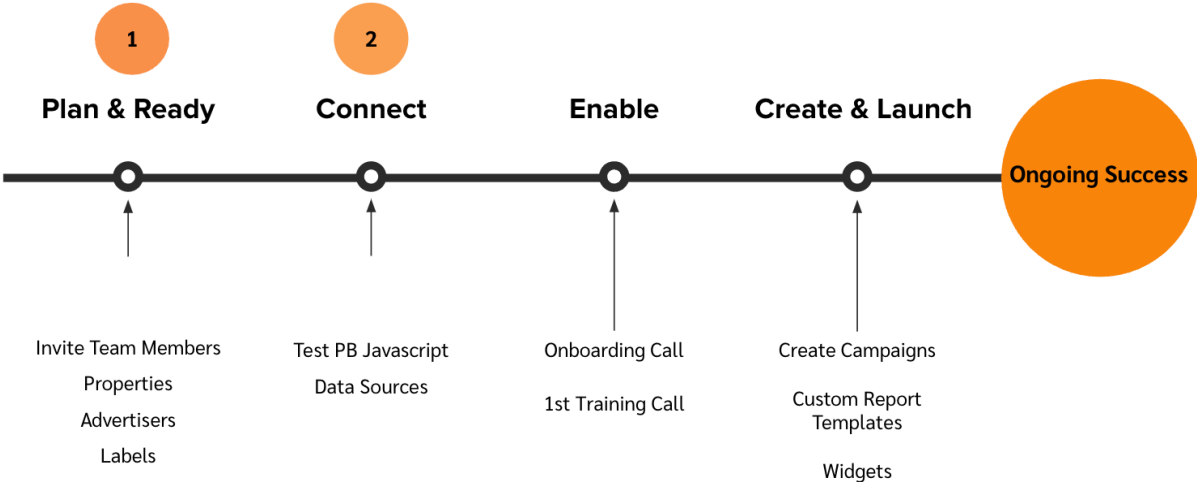 1
2
Plan & Ready
Connect
Enable
Create & Launch
Ongoing Success
Invite Team Members
Properties
Advertisers
Labels
Test PB Javascript
Data Sources
Onboarding Call
1st Training Call
Create Campaigns
Custom Report
Templates
Widgets